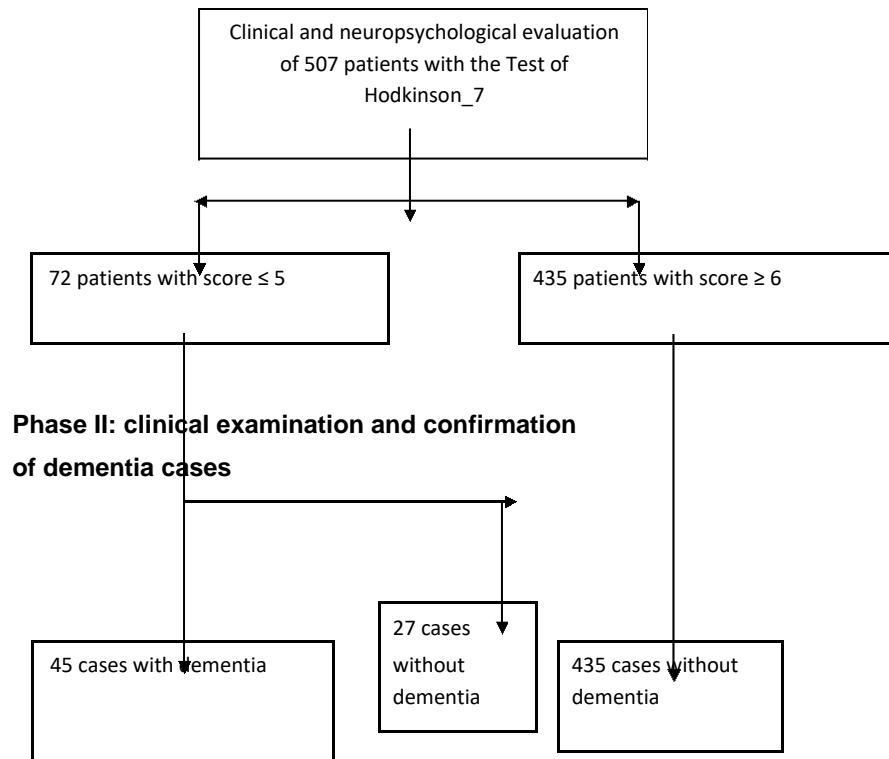 Clinical and neuropsychological evaluation
of 507 patients with the Test of
Hodkinson_7
72 patients with score ≤ 5
435 patients with score ≥ 6
Phase II: clinical examination and confirmation
of dementia cases
45 cases with dementia
27 cases
without
dementia
435 cases without
dementia